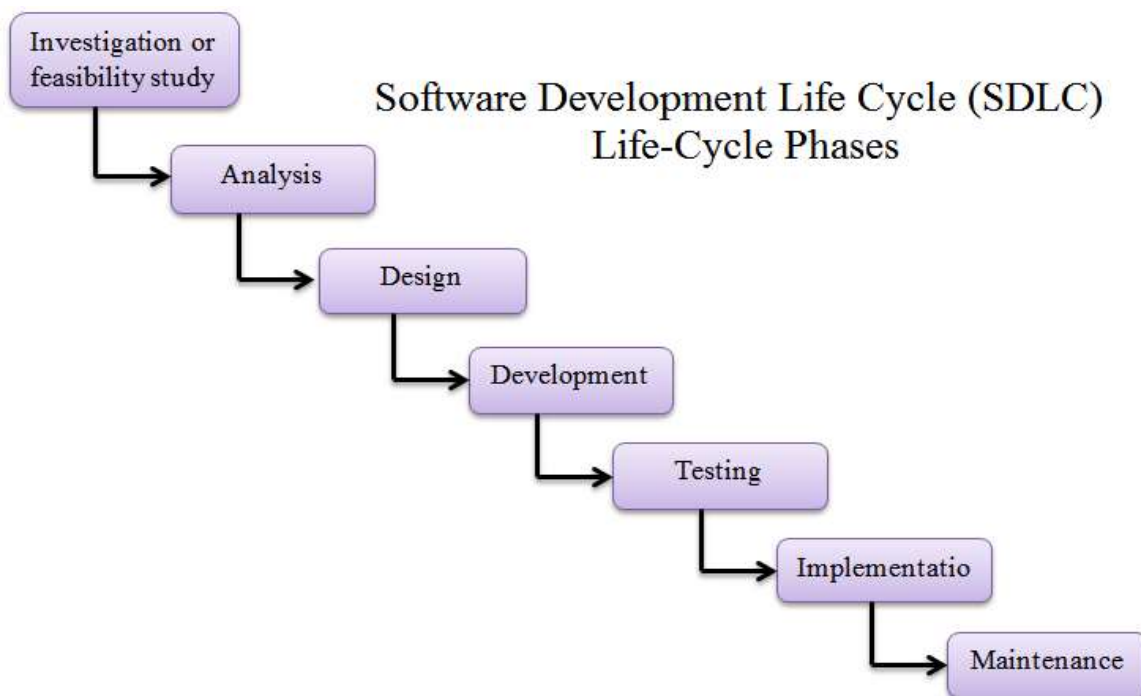 Investigation or
feasibility study
Software Development Life Cycle (SDLC)
Life-Cycle Phases
Analysis
Design
Development
Testing
Implementatio
Maintenance